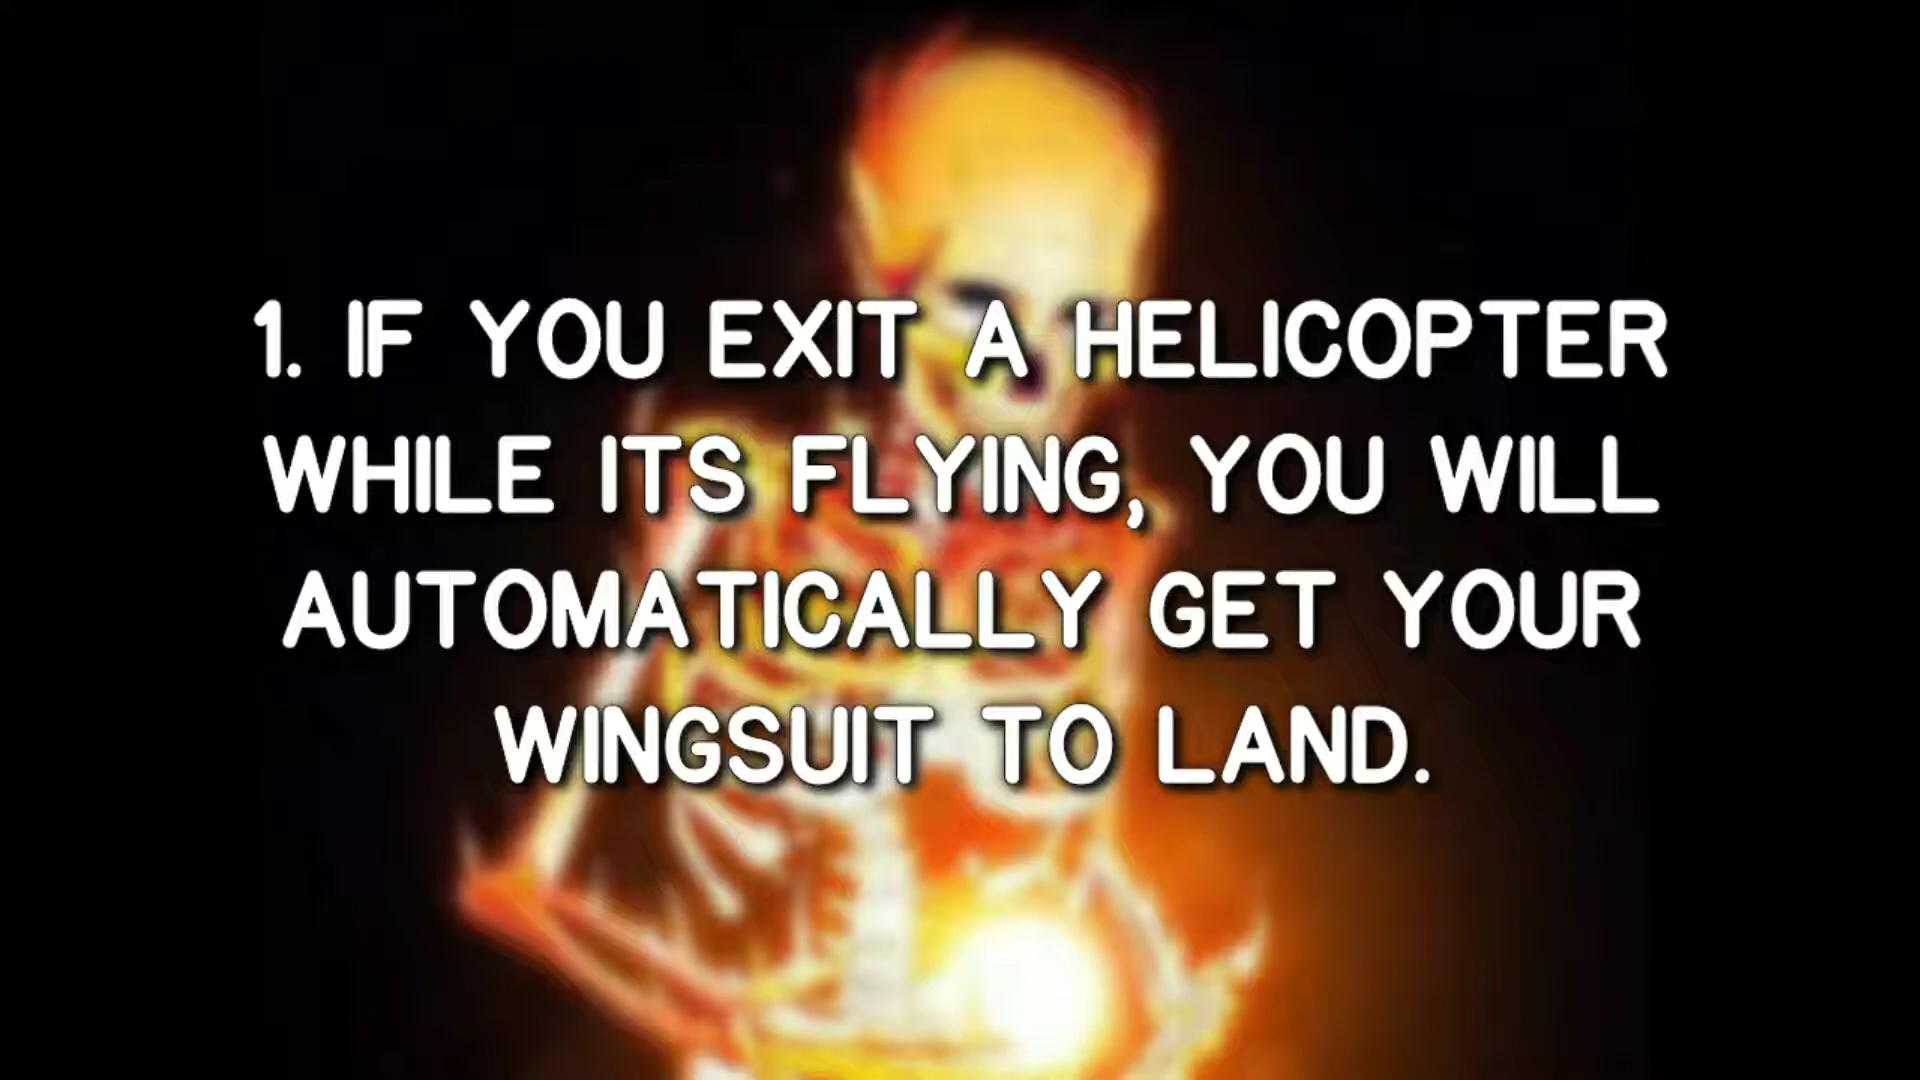 1. IF YOU EXIT A HELICOPTER
WHILE ITS FLYING, YOU WILL
AUTOMATICALLY GET YOUR
WINGSUIT TO LAND.